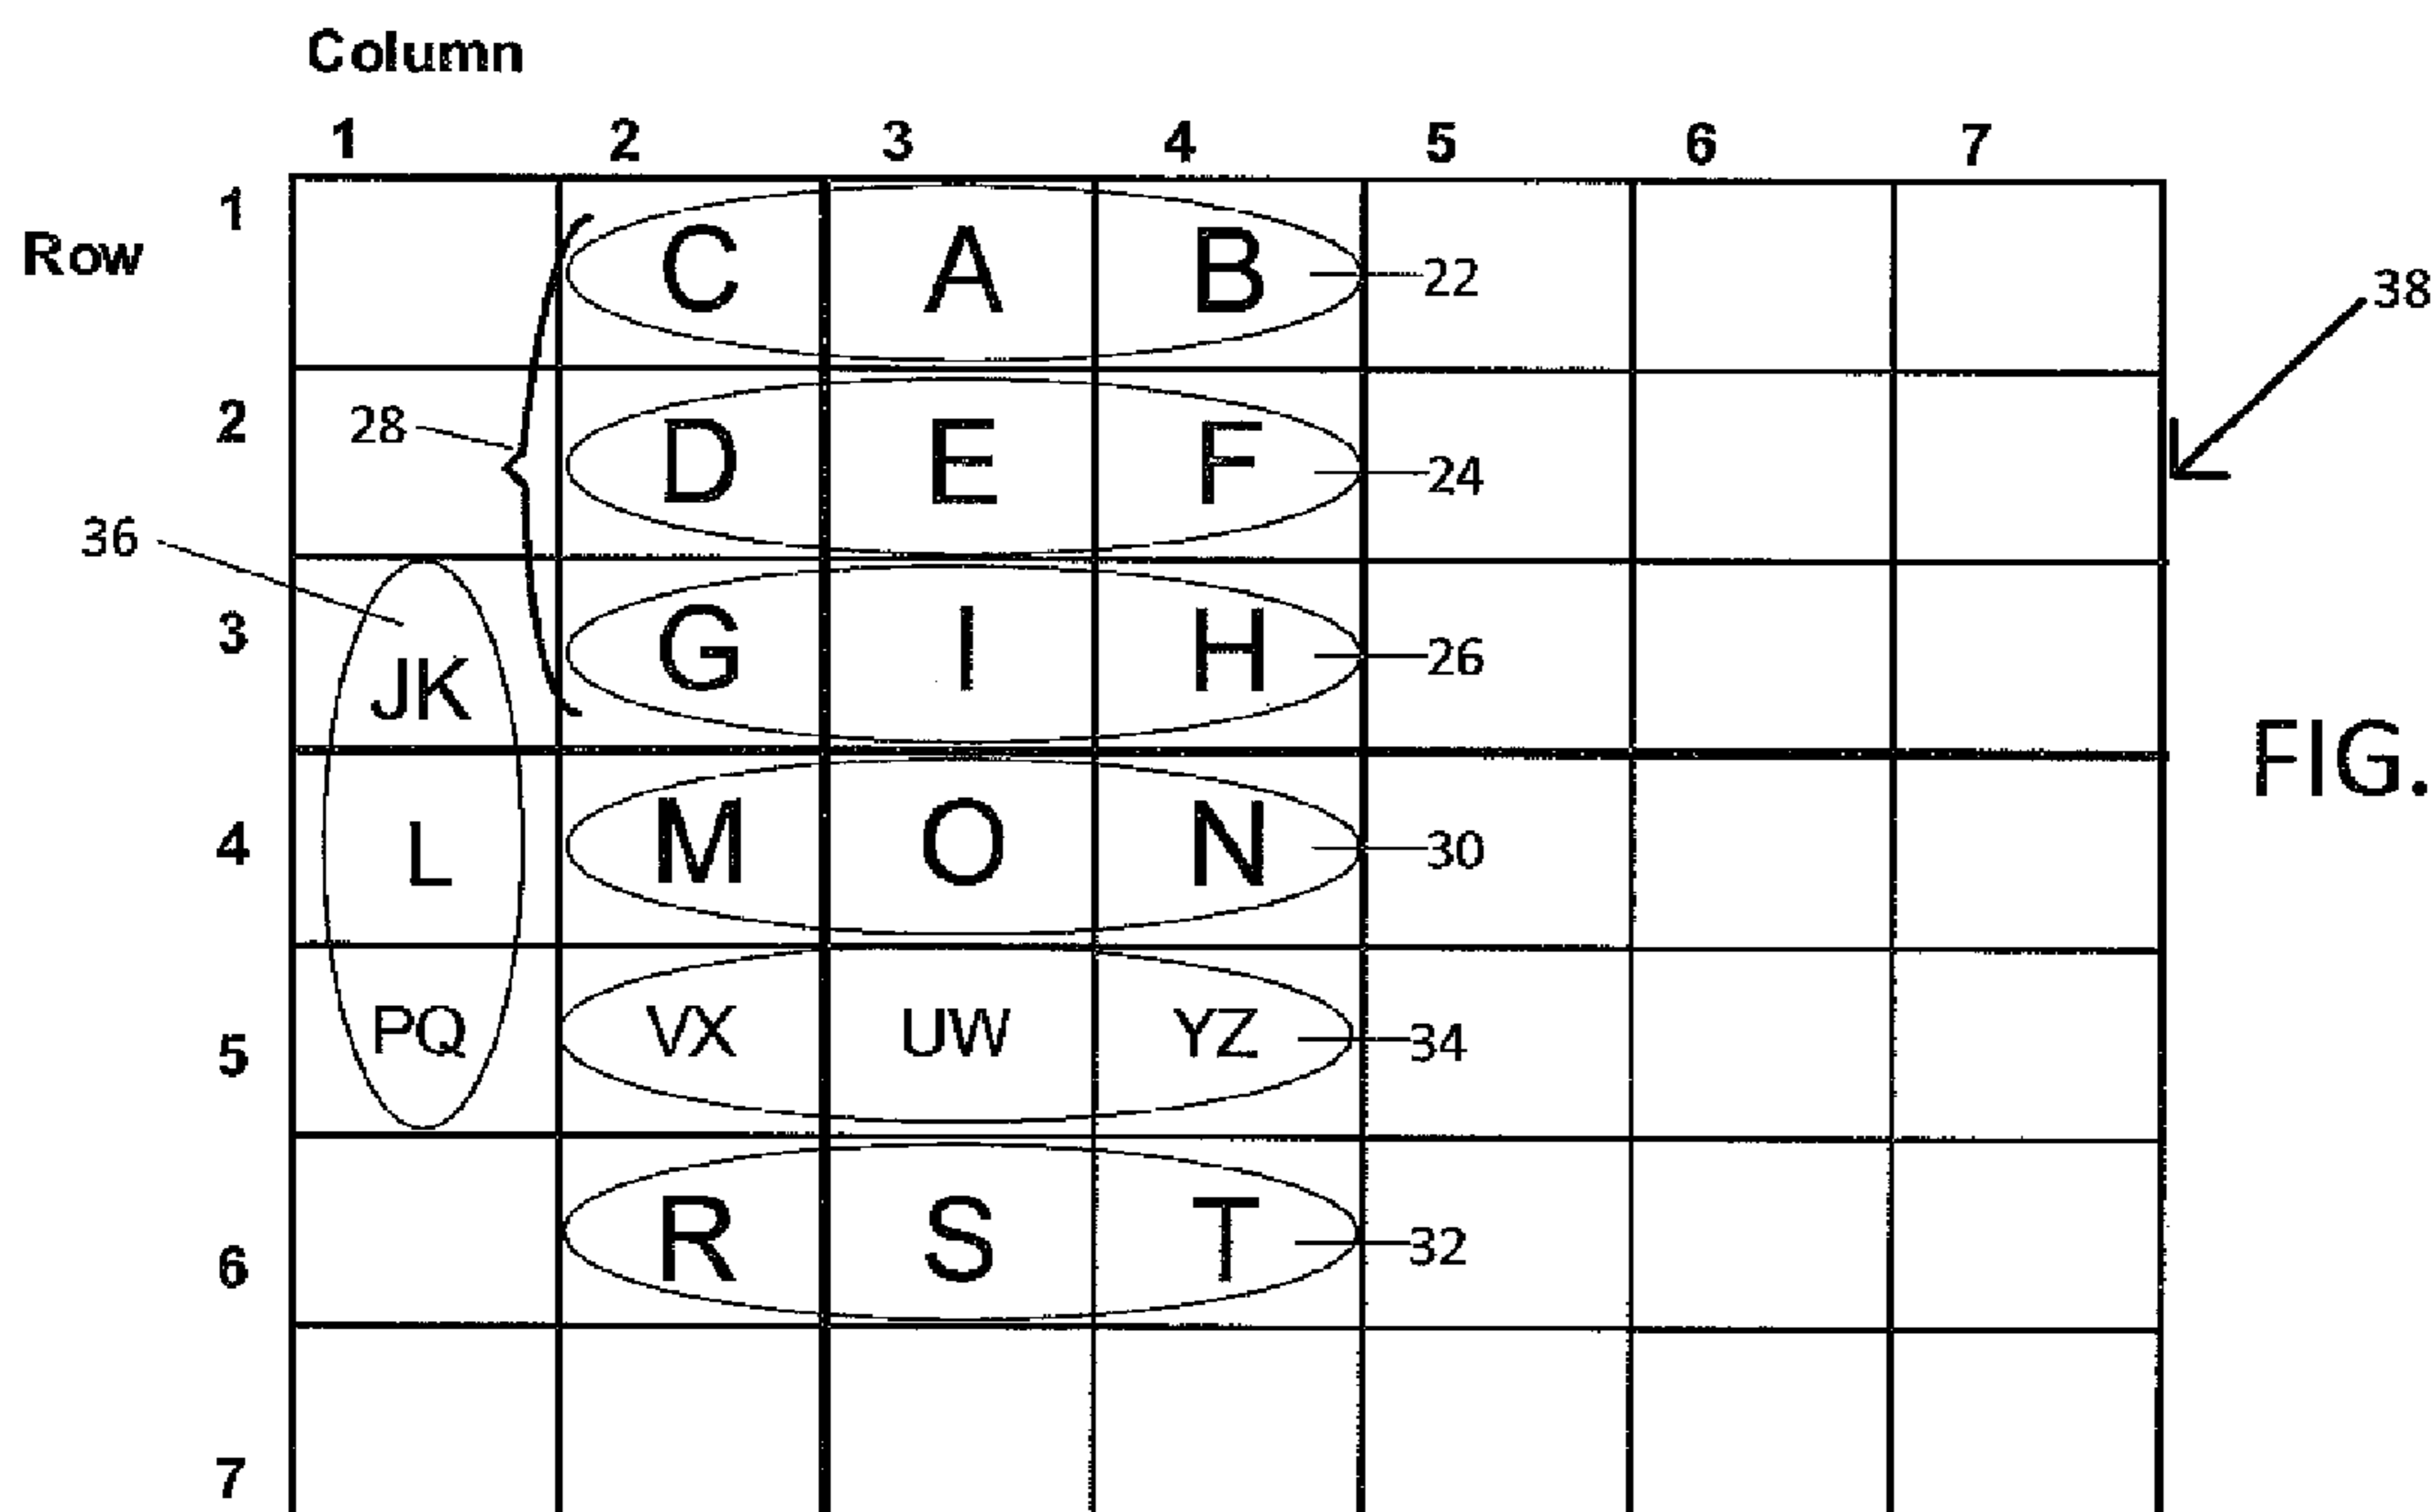 Column
1 2 3 4 5 6 7
1
Row
C A B 22
38
2
28
D E F 24
36
3
JK
G I H 26
FIG.
4
L
M O N 30
5
PQ
VX UW YZ 34
6
R S T 32
7